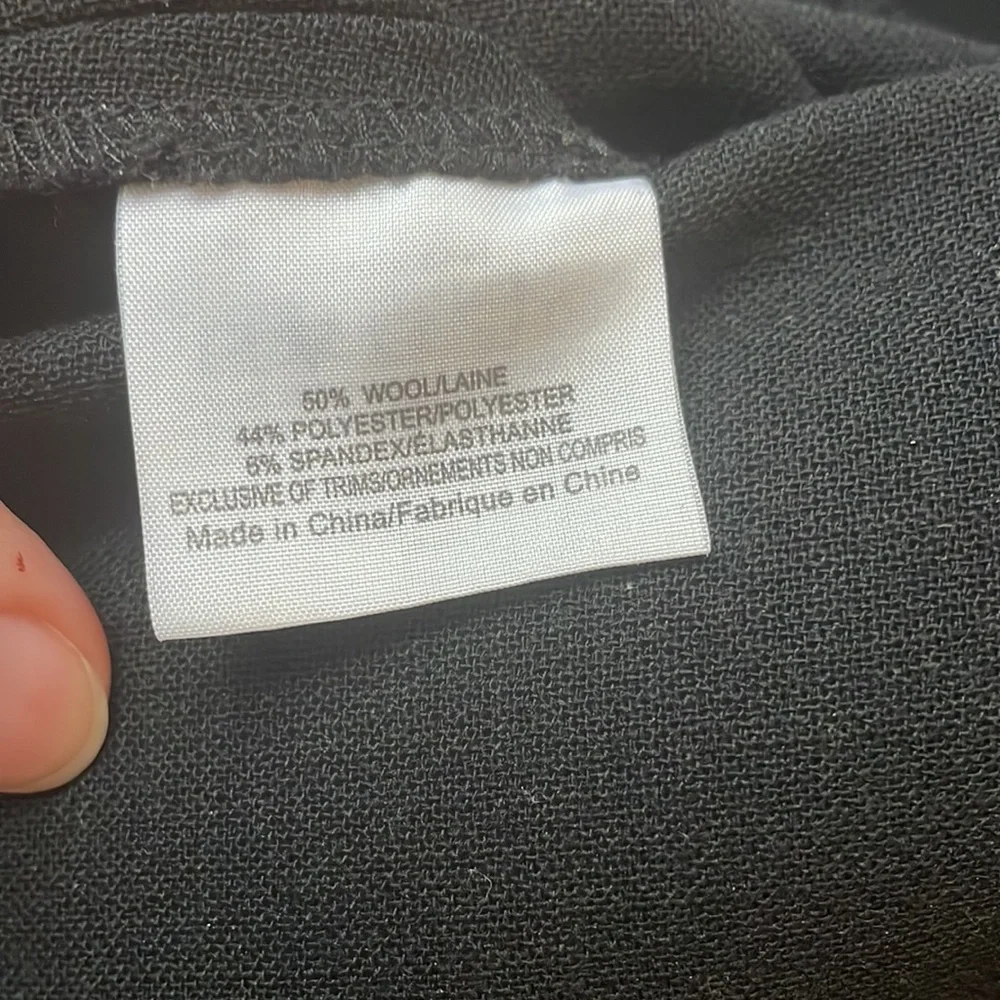 50% WOOL/LAINE
44% POLYESTER/POLYESTER
6% SPANDEX/ÉLASTHANNE
EXCLUSIVE OF TRIMS/ORNEMENTS NON COMPRIS
Made in China/Fabrique en Chine